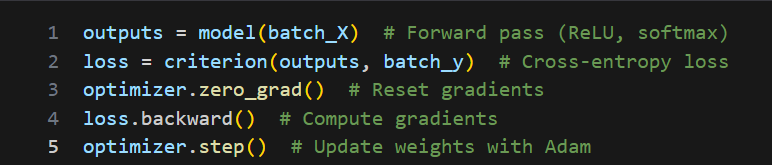 1 outputs = model(batch_X)  # Forward pass (ReLU, softmax)
2 loss = criterion(outputs, batch_y)  # Cross-entropy loss
3 optimizer.zero_grad()  # Reset gradients
4 loss.backward()  # Compute gradients
5 optimizer.step()  # Update weights with Adam